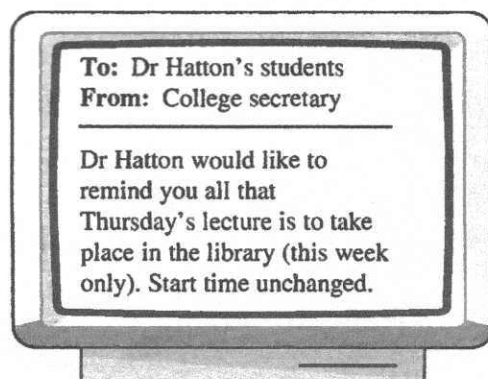 To: Dr Hatton's students
From: College secretary
Dr Hatton would like to
remind you all that
Thursday's lecture is to take
place in the library (this week
only). Start time unchanged.